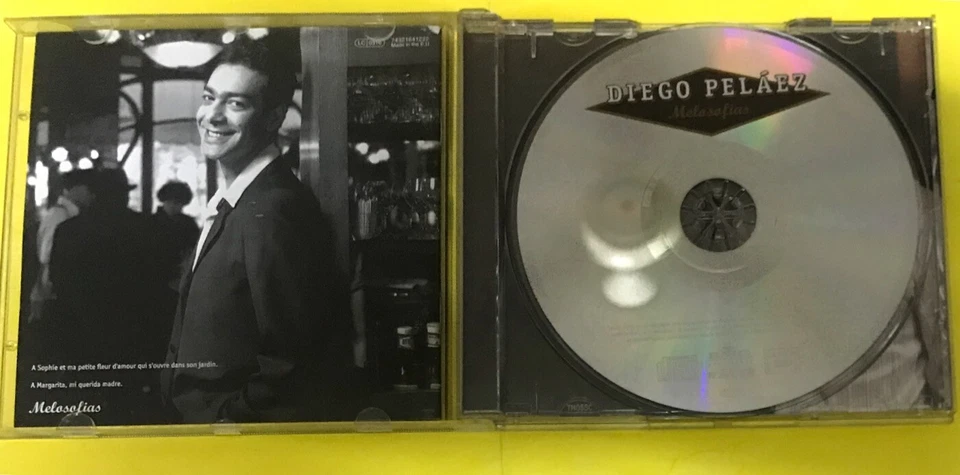 A Sophie et ma petite fleur d'amour qui s'ouvre dans son jardin.
A Margarita, mi querida madre.
Melosofias
DIEGO PELÁEZ
Melosofias